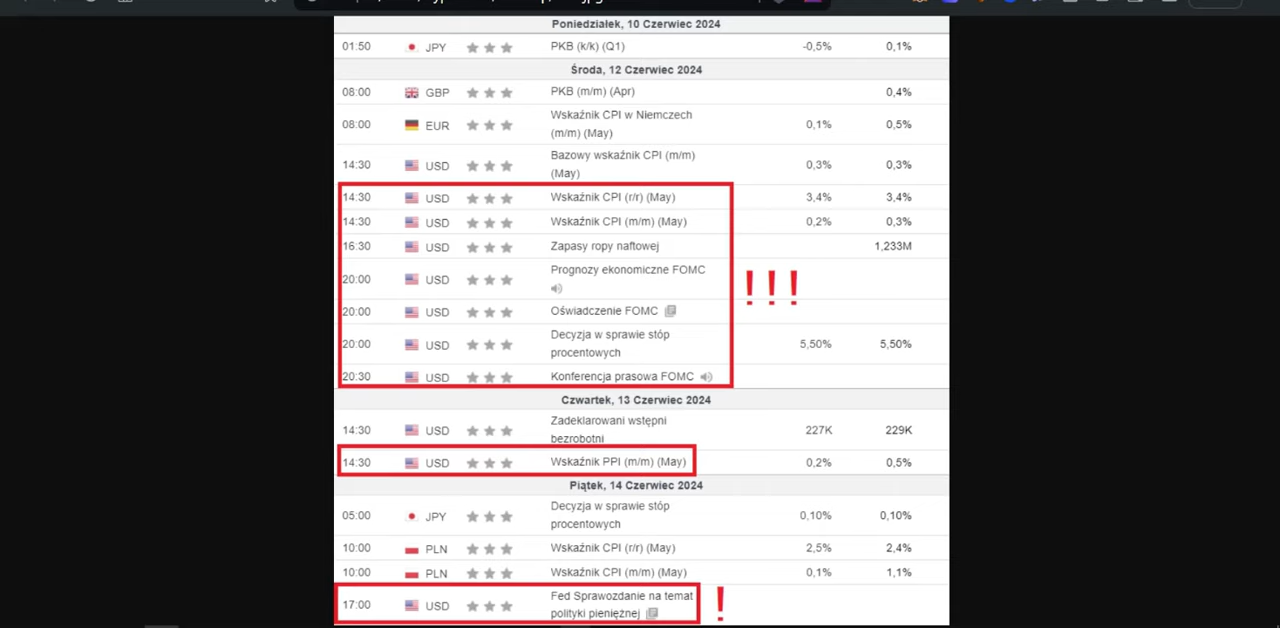 Poniedziałek, 10 Czerwiec 2024
01:50 JPY PKB (k/k) (Q1) -0,5% 0,1%
Środa, 12 Czerwiec 2024
08:00 GBP PKB (m/m) (Apr) 0,4%
08:00 EUR Wskaźnik CPI w Niemczech (m/m) (May) 0,1% 0,5%
14:30 USD Bazowy wskaźnik CPI (m/m) (May) 0,3% 0,3%
14:30 USD Wskaźnik CPI (r/r) (May) 3,4% 3,4%
14:30 USD Wskaźnik CPI (m/m) (May) 0,2% 0,3%
16:30 USD Zapasy ropy naftowej 1,233M
20:00 USD Prognozy ekonomiczne FOMC
!!!
20:00 USD Oświadczenie FOMC
20:00 USD Decyzja w sprawie stóp procentowych 5,50% 5,50%
20:30 USD Konferencja prasowa FOMC
Czwartek, 13 Czerwiec 2024
14:30 USD Zadeklarowani wstępni bezrobotni 227K 229K
14:30 USD Wskaźnik PPI (m/m) (May) 0,2% 0,5%
Piątek, 14 Czerwiec 2024
05:00 JPY Decyzja w sprawie stóp procentowych 0,10% 0,10%
10:00 PLN Wskaźnik CPI (r/r) (May) 2,5% 2,4%
10:00 PLN Wskaźnik CPI (m/m) (May) 0,1% 1,1%
17:00 USD Fed Sprawozdanie na temat polityki pieniężnej !